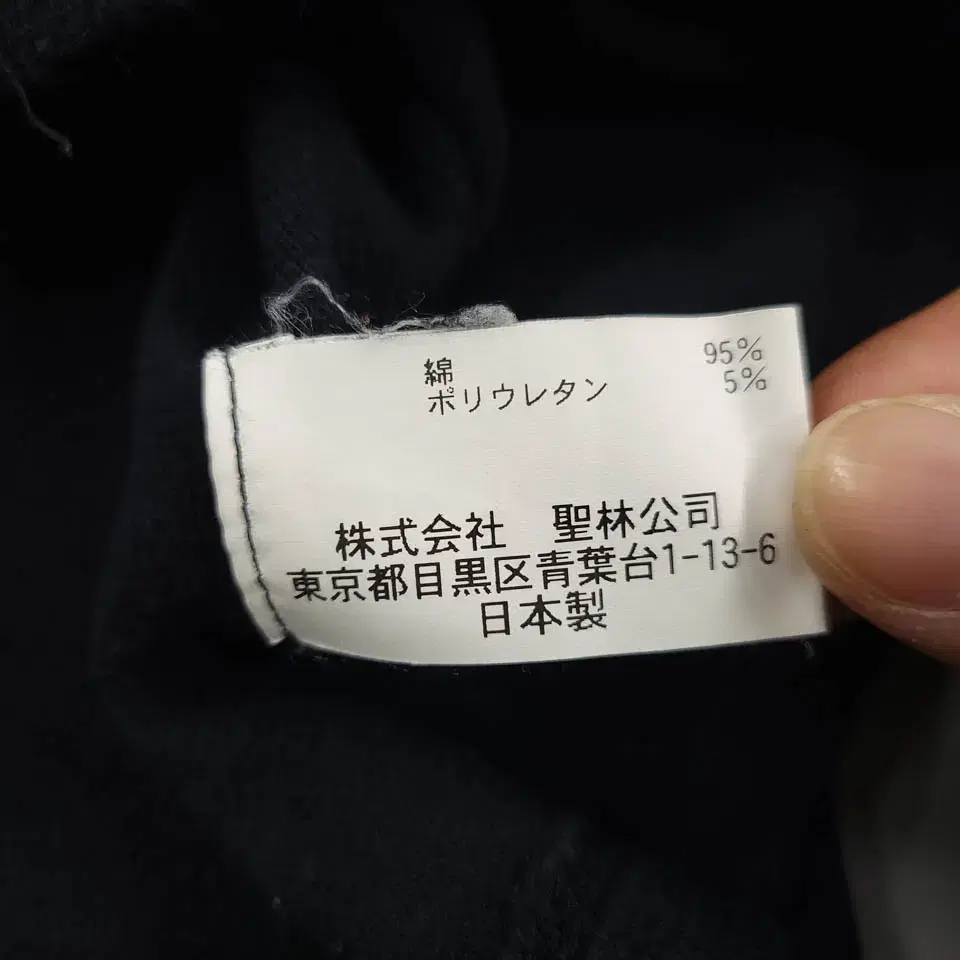 綿 95%
ポリウレタン 5%
株式会社 聖林公司
東京都目黒区青葉台1-13-6
日本製